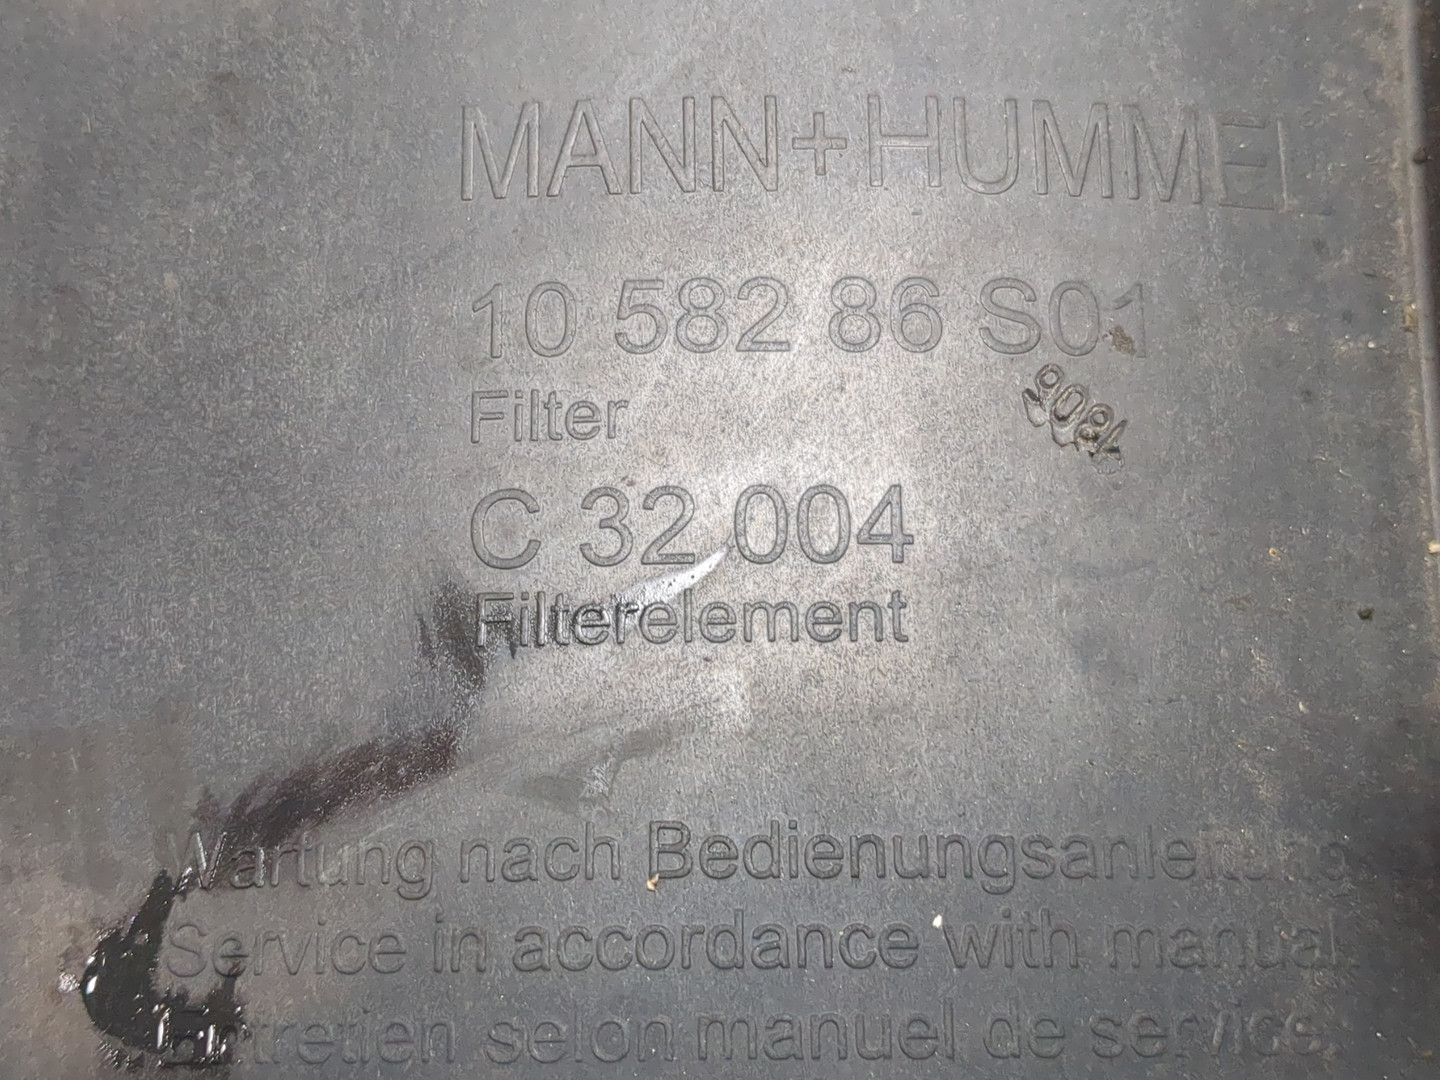 MANN+HUMMEL
10 582 86 S01
Filter
C 32 004
Filterelement
Wartung nach Bedienungsanleitung
Service in accordance with manual
Entretien selon manuel de service